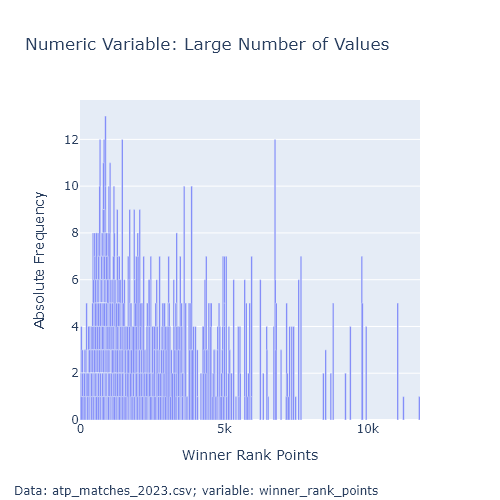 Numeric Variable: Large Number of Values
Absolute Frequency
12
10
8
6
4
2
0
0
5k
10k
Winner Rank Points
Data: atp_matches_2023.csv; variable: winner_rank_points